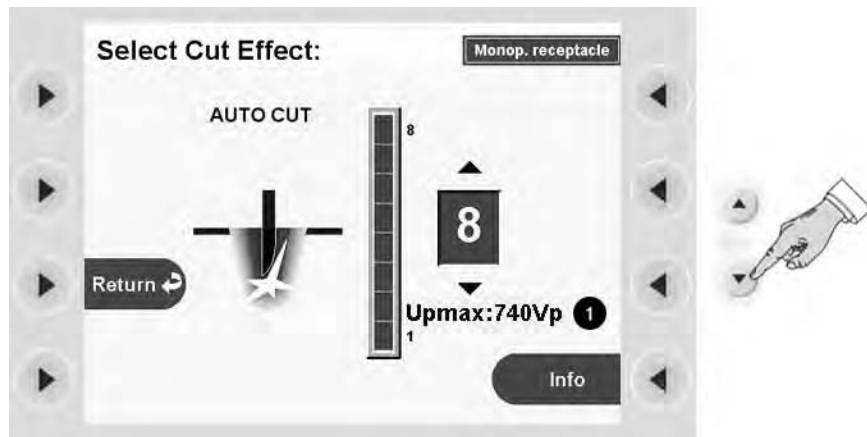 Select Cut Effect:
Monop. receptacle
AUTO CUT
8
8
Return
Upmax:740Vp 1
1
Info